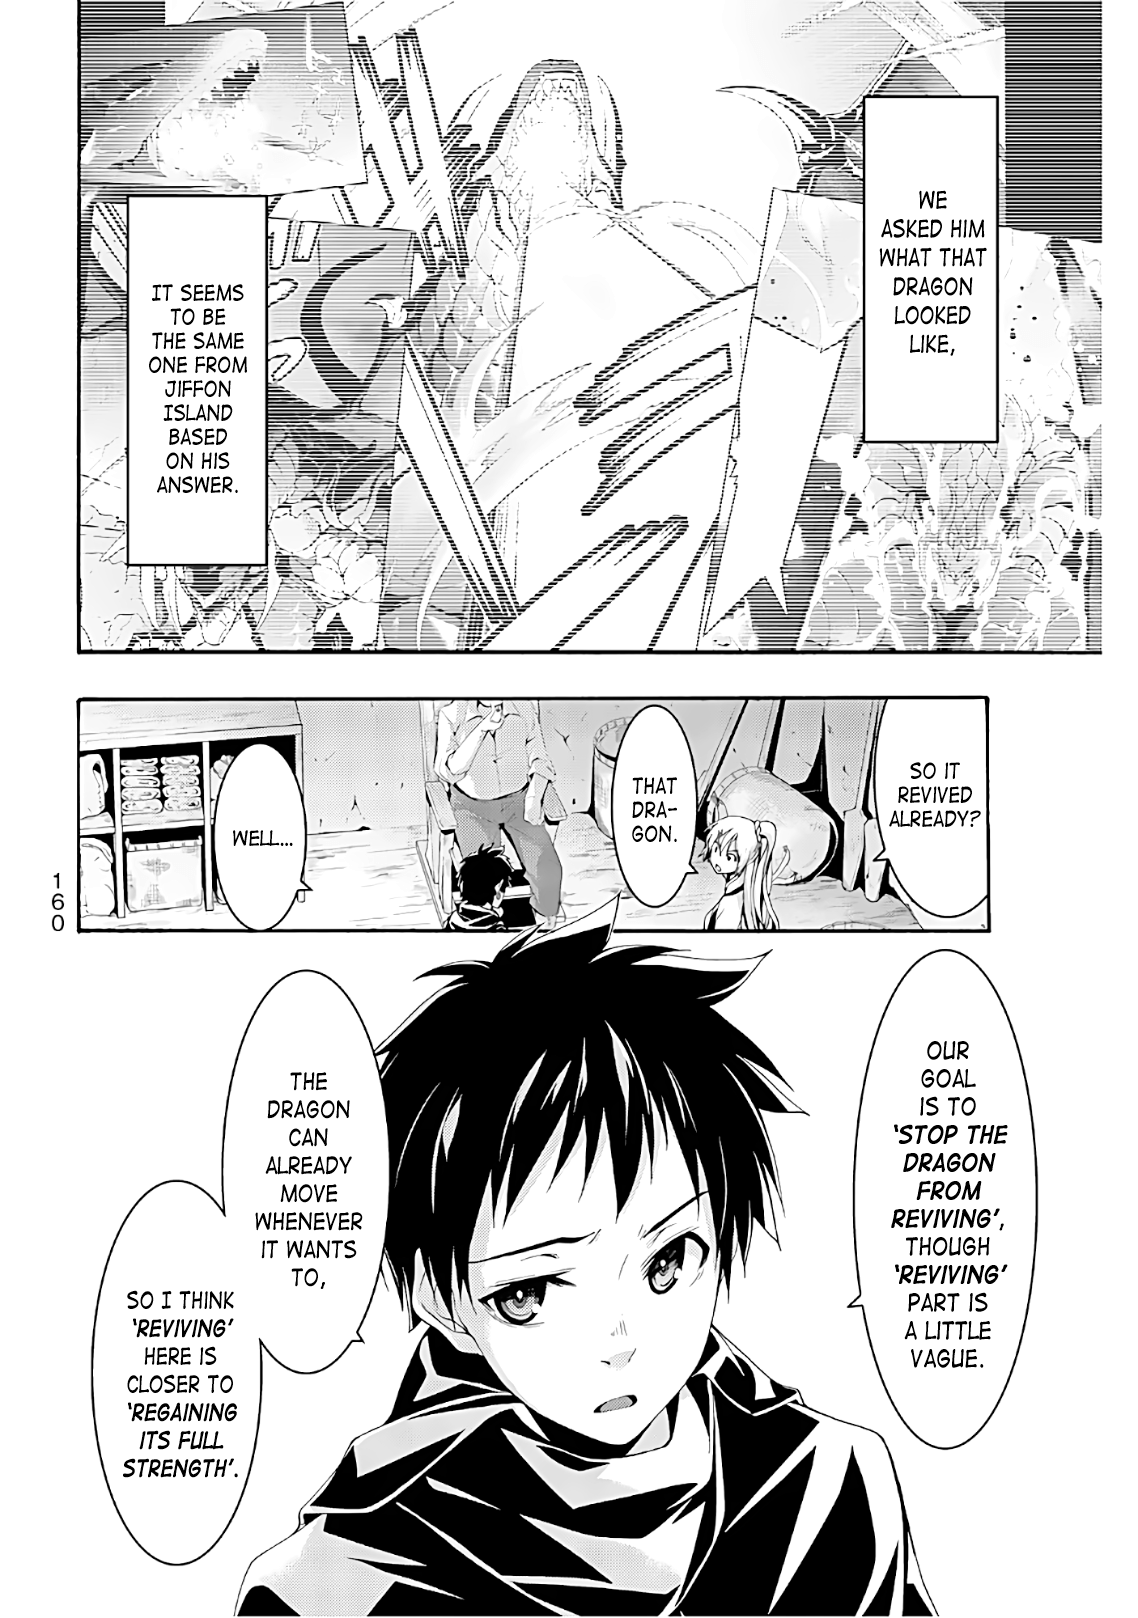 WE
ASKED HIM
WHAT THAT
DRAGON
LOOKED
LIKE,
IT SEEMS
TO BE
THE SAME
ONE FROM
JIFFON
ISLAND
BASED
ON HIS
ANSWER.
SO IT
REVIVED
ALREADY?
THAT
DRA-
GON.
WELL...
160
OUR
GOAL
IS TO
'STOP THE
DRAGON
FROM
REVIVING',
THOUGH
'REVIVING'
PART IS
A LITTLE
VAGUE.
THE
DRAGON
CAN
ALREADY
MOVE
WHENEVER
IT WANTS
TO,
SO I THINK
'REVIVING'
HERE IS
CLOSER TO
'REGAINING
ITS FULL
STRENGTH'.